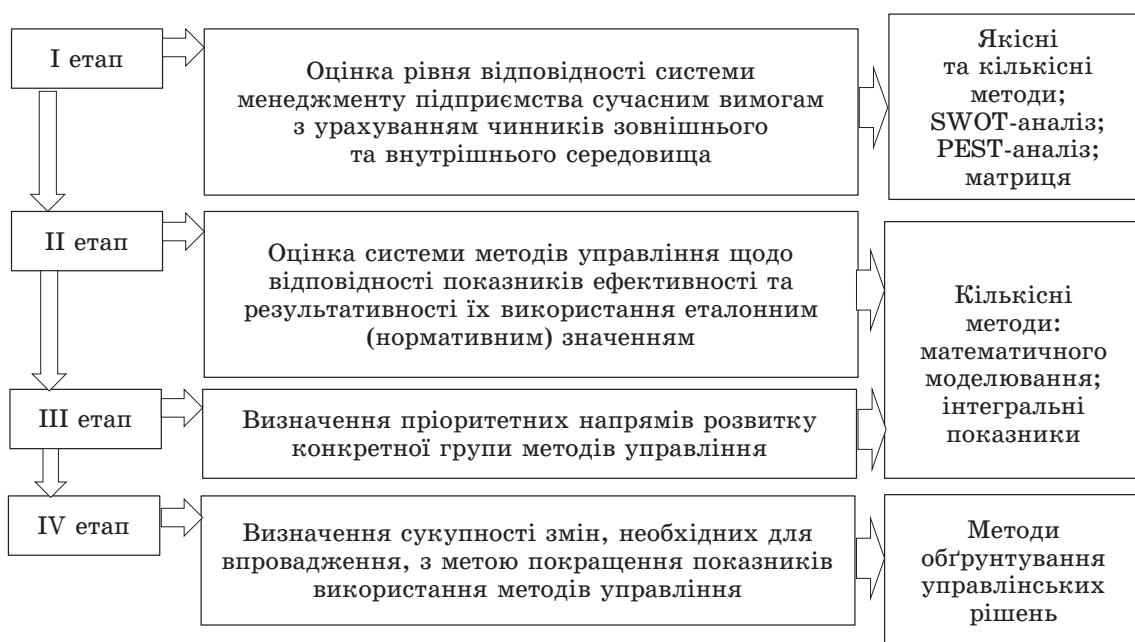 І етап
Оцінка рівня відповідності системи
менеджменту підприємства сучасним вимогам
з урахуванням чинників зовнішнього
та внутрішнього середовища
Якісні
та кількісні
методи;
SWOT-аналіз;
PEST-аналіз;
матриця
ІІ етап
Оцінка системи методів управління щодо
відповідності показників ефективності та
результативності їх використання еталонним
(нормативним) значенням
Кількісні
методи:
математичного
моделювання;
інтегральні
показники
ІІІ етап
Визначення пріоритетних напрямів розвитку
конкретної групи методів управління
IV етап
Визначення сукупності змін, необхідних для
впровадження, з метою покращення показників
використання методів управління
Методи
обґрунтування
управлінських
рішень